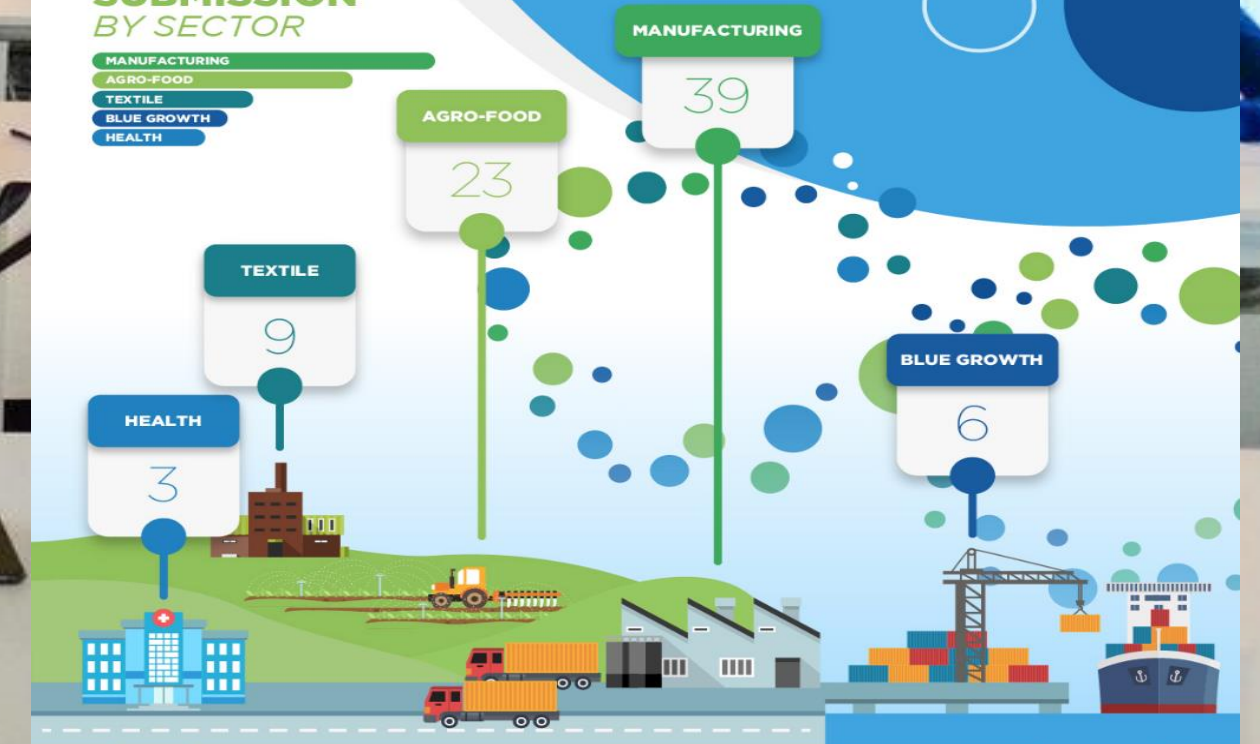 SUBMISSION
BY SECTOR
MANUFACTURING
AGRO-FOOD
TEXTILE
BLUE GROWTH
HEALTH
MANUFACTURING
39
AGRO-FOOD
23
TEXTILE
9
BLUE GROWTH
6
HEALTH
3